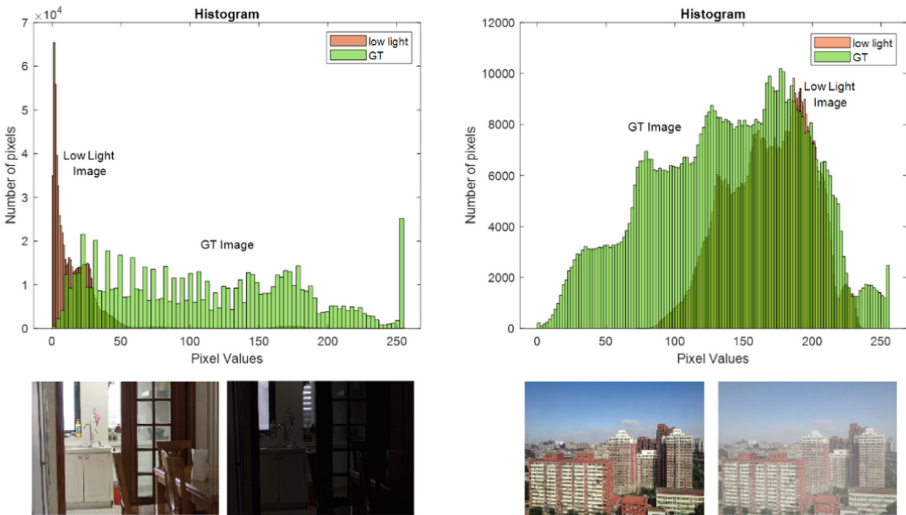 Histogram
×10⁴
7
6
5
4
3
2
1
0
Number of pixels
low light
GT
Low Light
Image
GT Image
0
50
100
150
200
250
Pixel Values
Histogram
12000
10000
8000
6000
4000
2000
0
Number of pixels
low light
GT
Low Light
Image
GT Image
0
50
100
150
200
250
Pixel Values